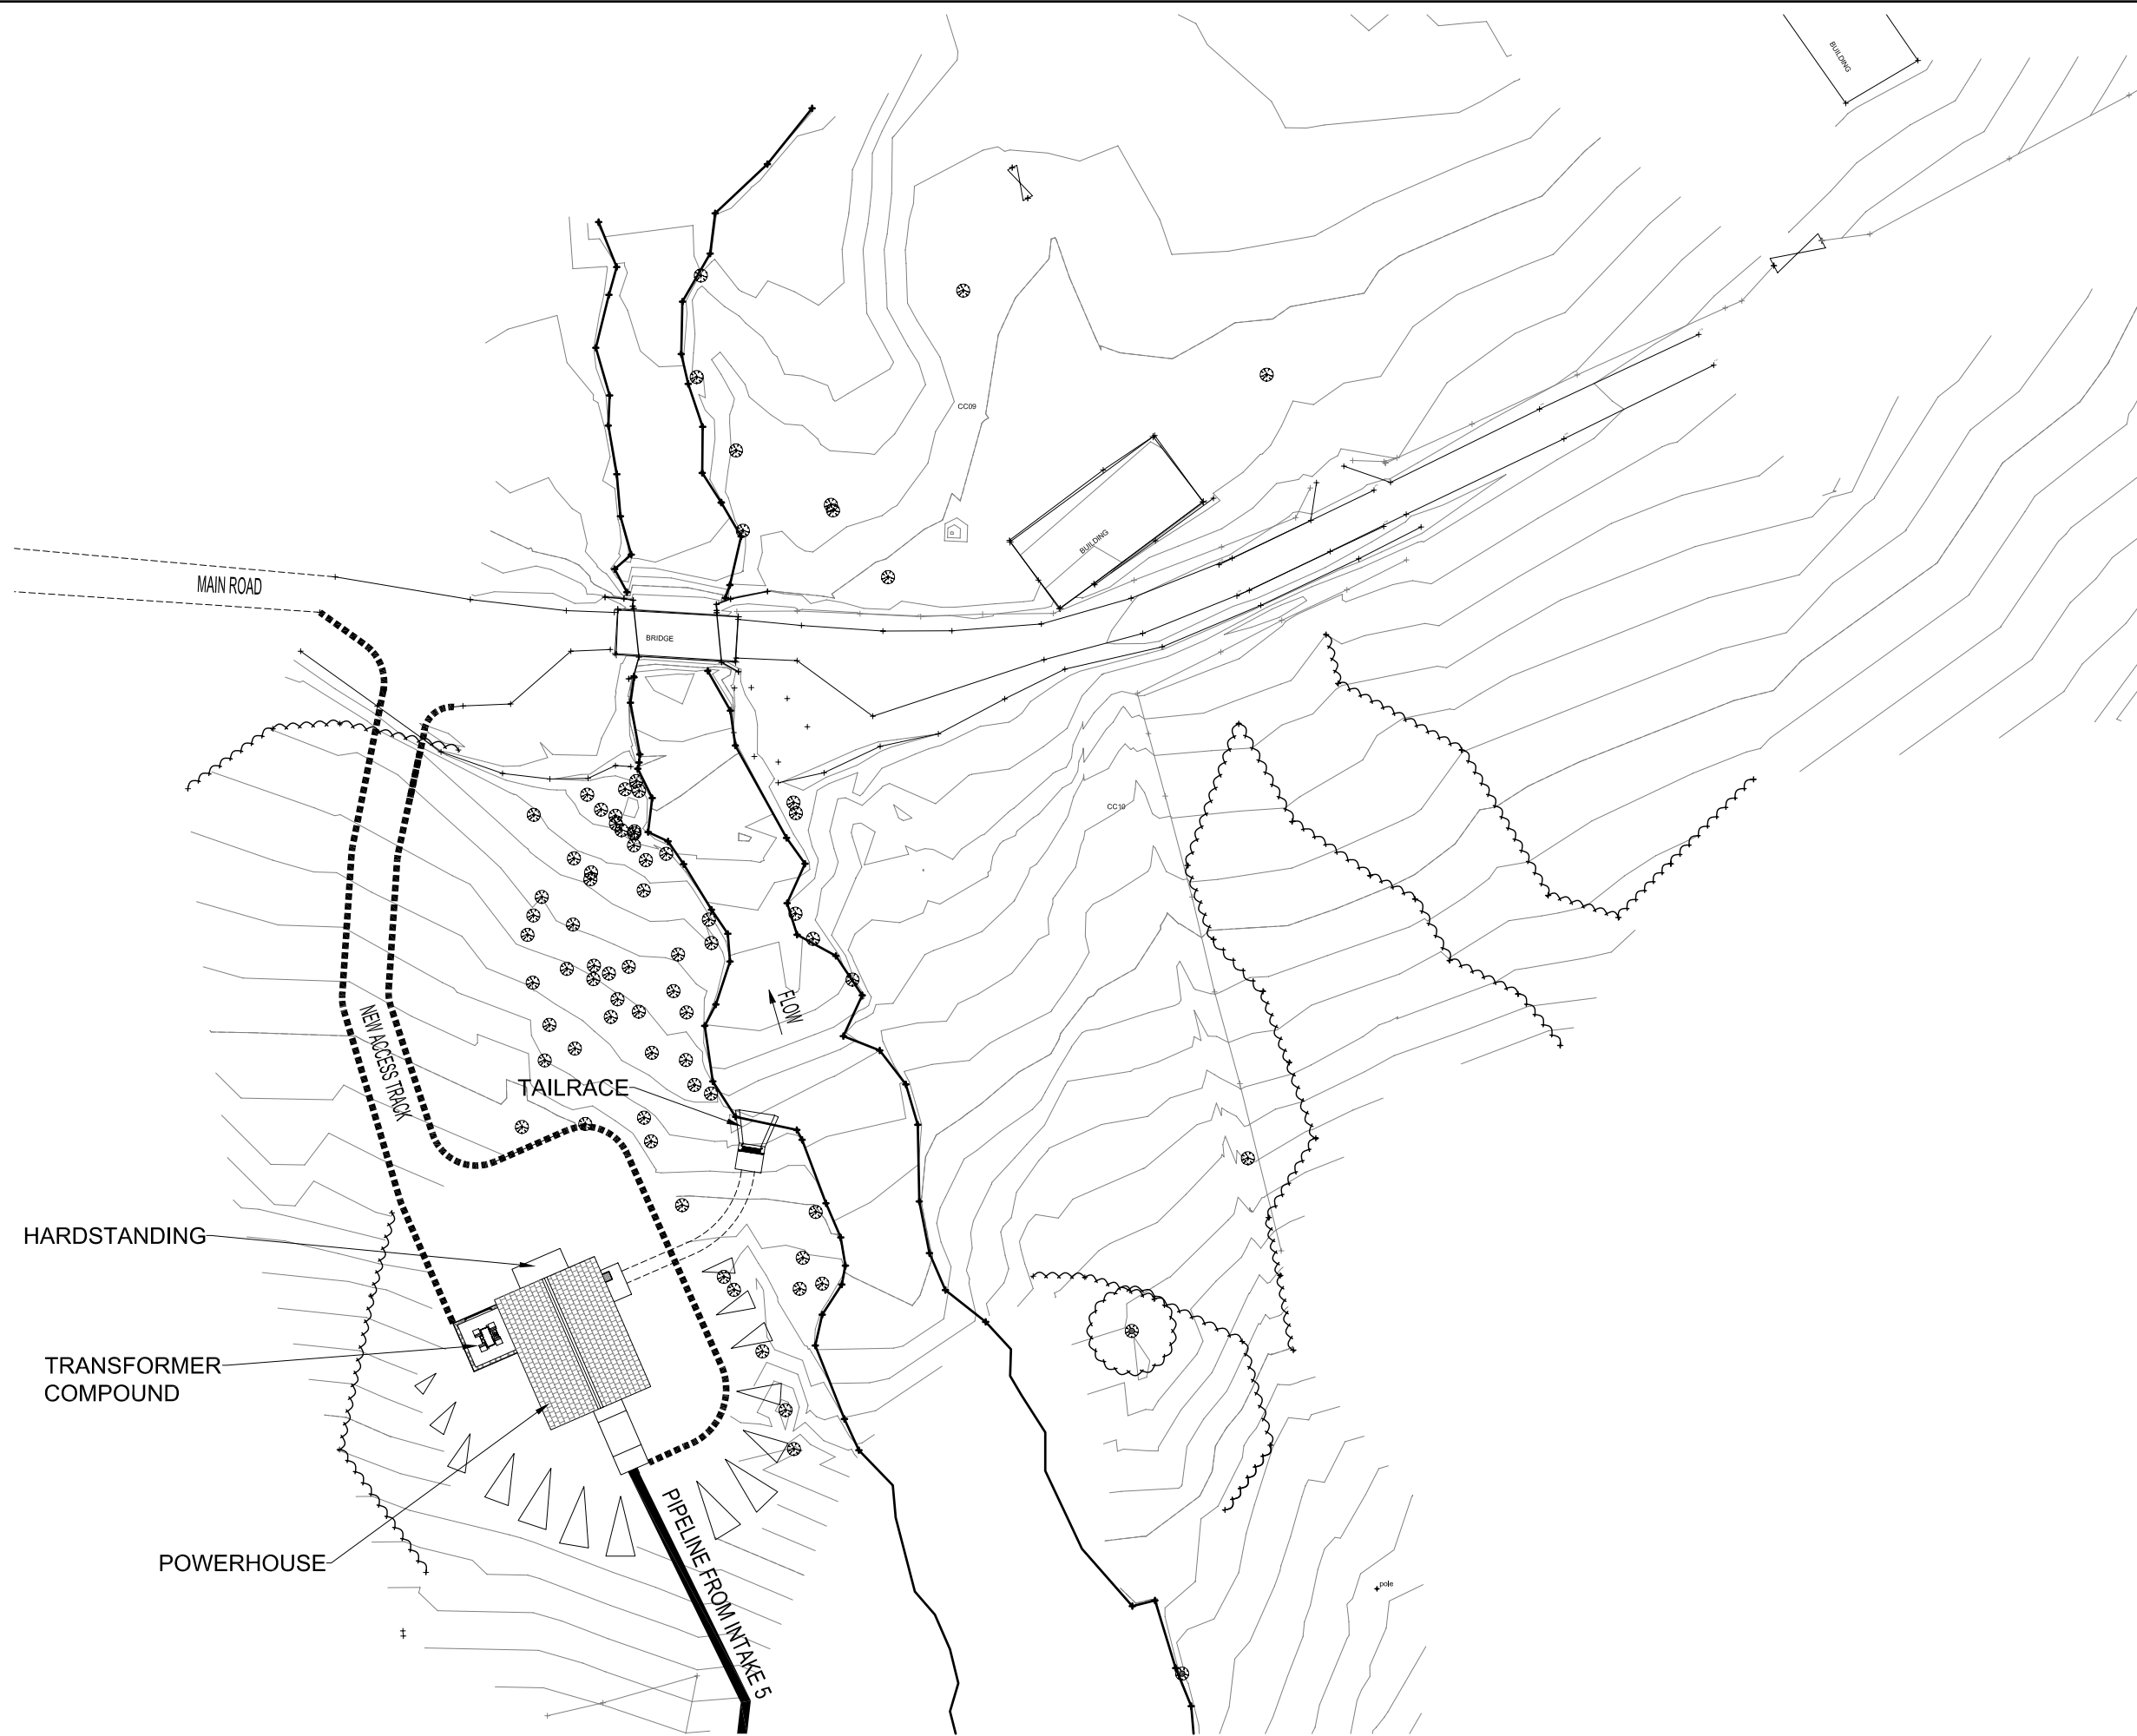 BUILDING
CC09
BUILDING
MAIN ROAD
BRIDGE
CC10
FLOW
NEW ACCESS TRACK
TAILRACE
HARDSTANDING
TRANSFORMER
COMPOUND
POWERHOUSE
PIPELINE FROM INTAKE 5
pole